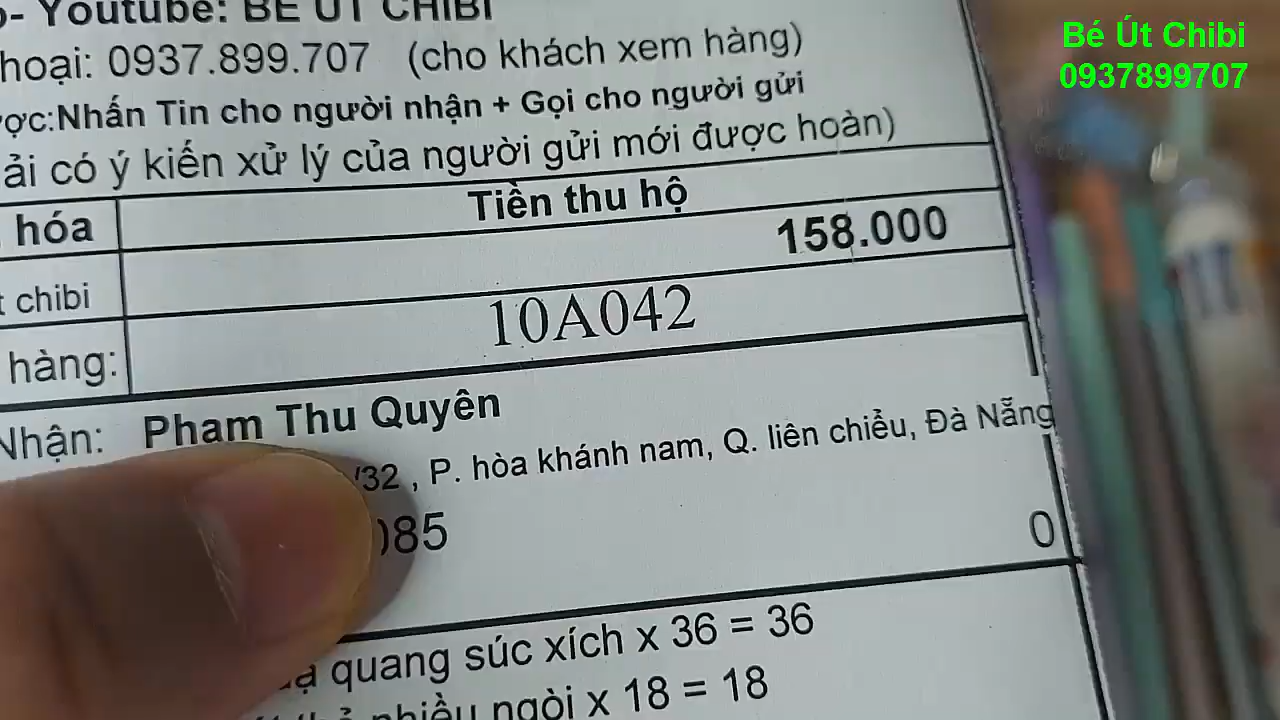 Youtube: BÉ ÚT CHIBI
hoại: 0937.899.707 (cho khách xem hàng)
ợc:Nhấn Tin cho người nhận + Gọi cho người gửi
ải có ý kiến xử lý của người gửi mới được hoàn)
hóa Tiền thu hộ
158.000
t chibi
hàng: 10A042
Nhận: Phạm Thu Quyên
/32 , P. hòa khánh nam, Q. liên chiểu, Đà Nẵng
85 0
quang súc xích x 36 = 36
nhiều ngòi x 18 = 18
Bé Út Chibi
0937899707